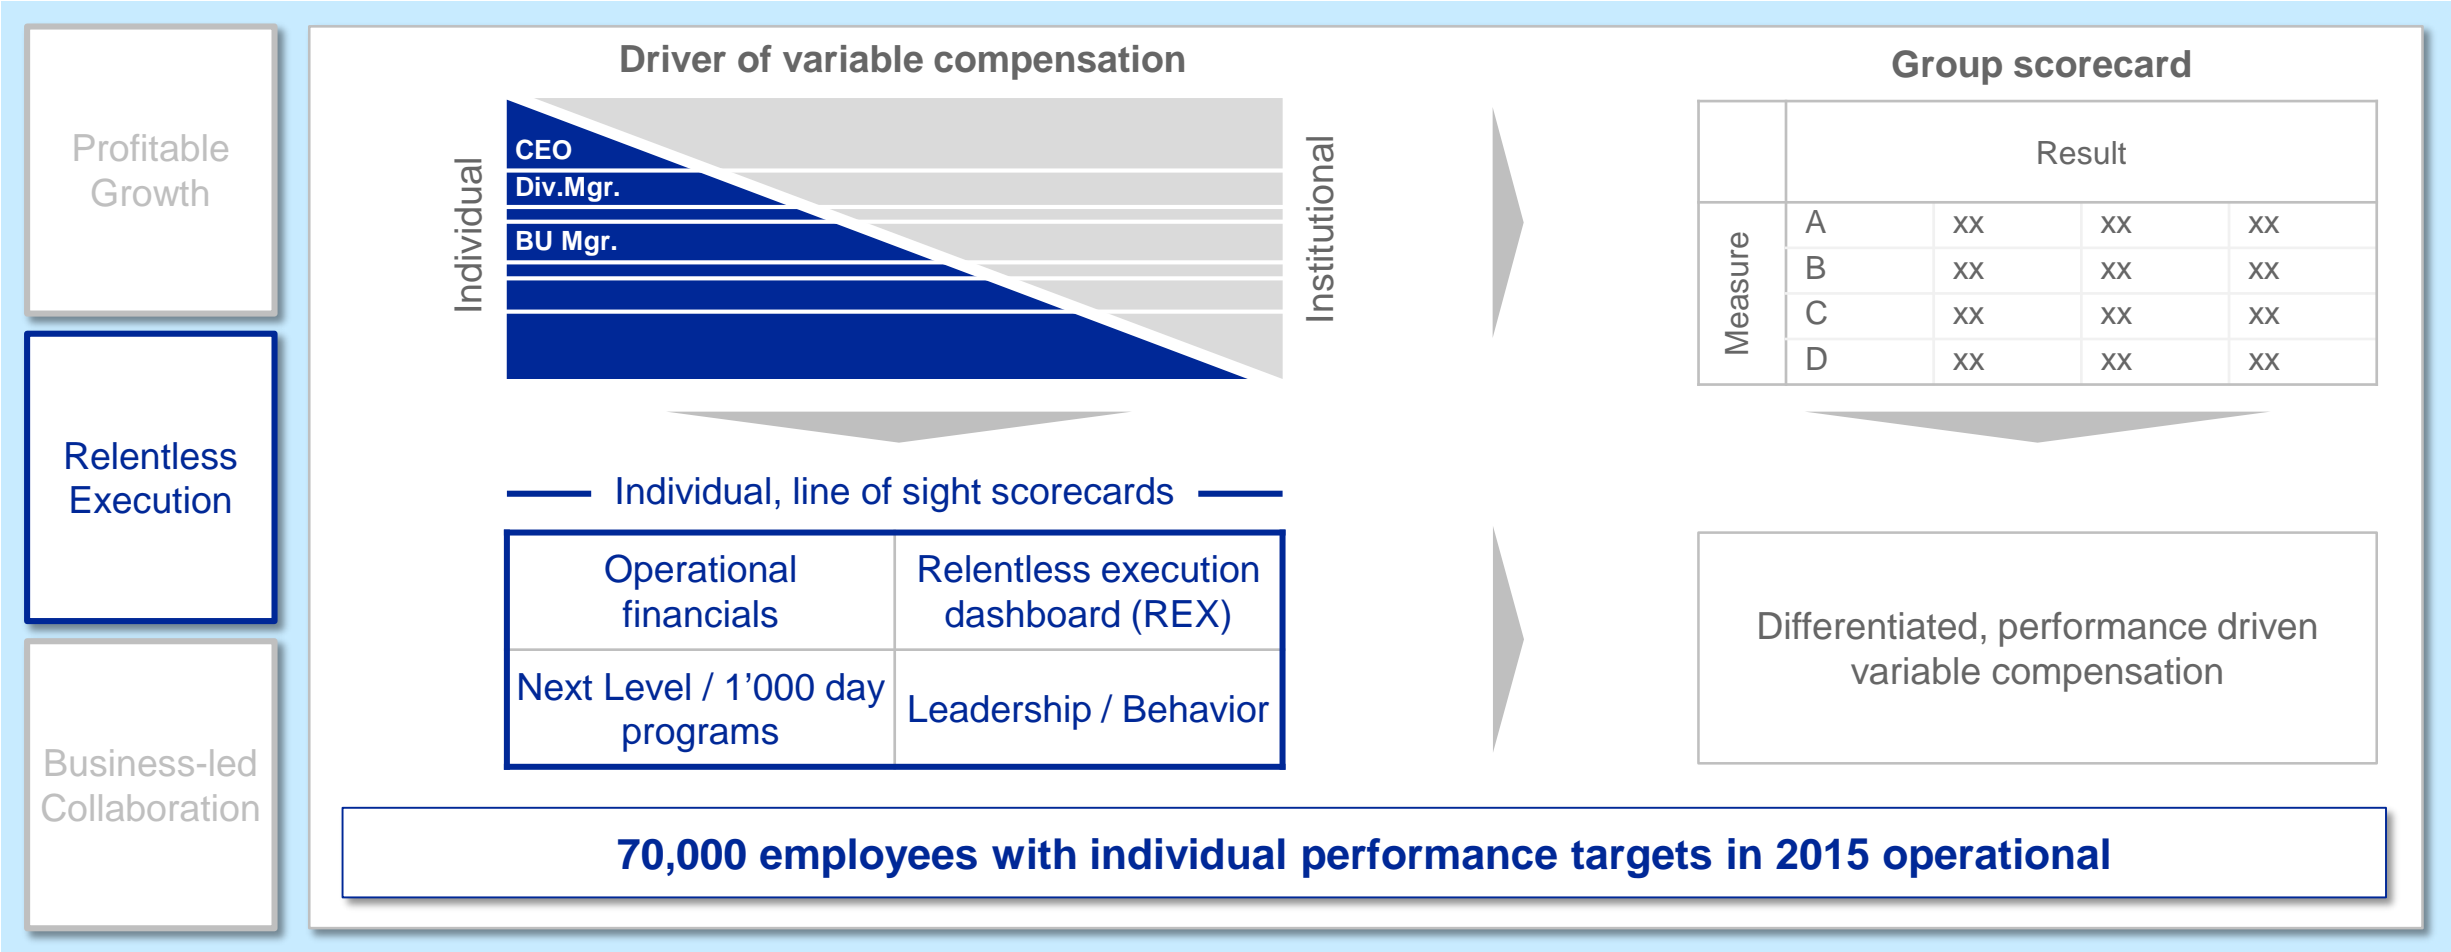 Profitable
Growth
Relentless
Execution
Business-led
Collaboration
Driver of variable compensation
Individual
CEO
Div.Mgr.
BU Mgr.
Institutional
Group scorecard
Result
Measure
A xx xx xx
B xx xx xx
C xx xx xx
D xx xx xx
Individual, line of sight scorecards
Operational
financials
Relentless execution
dashboard (REX)
Next Level / 1’000 day
programs
Leadership / Behavior
Differentiated, performance driven
variable compensation
70,000 employees with individual performance targets in 2015 operational